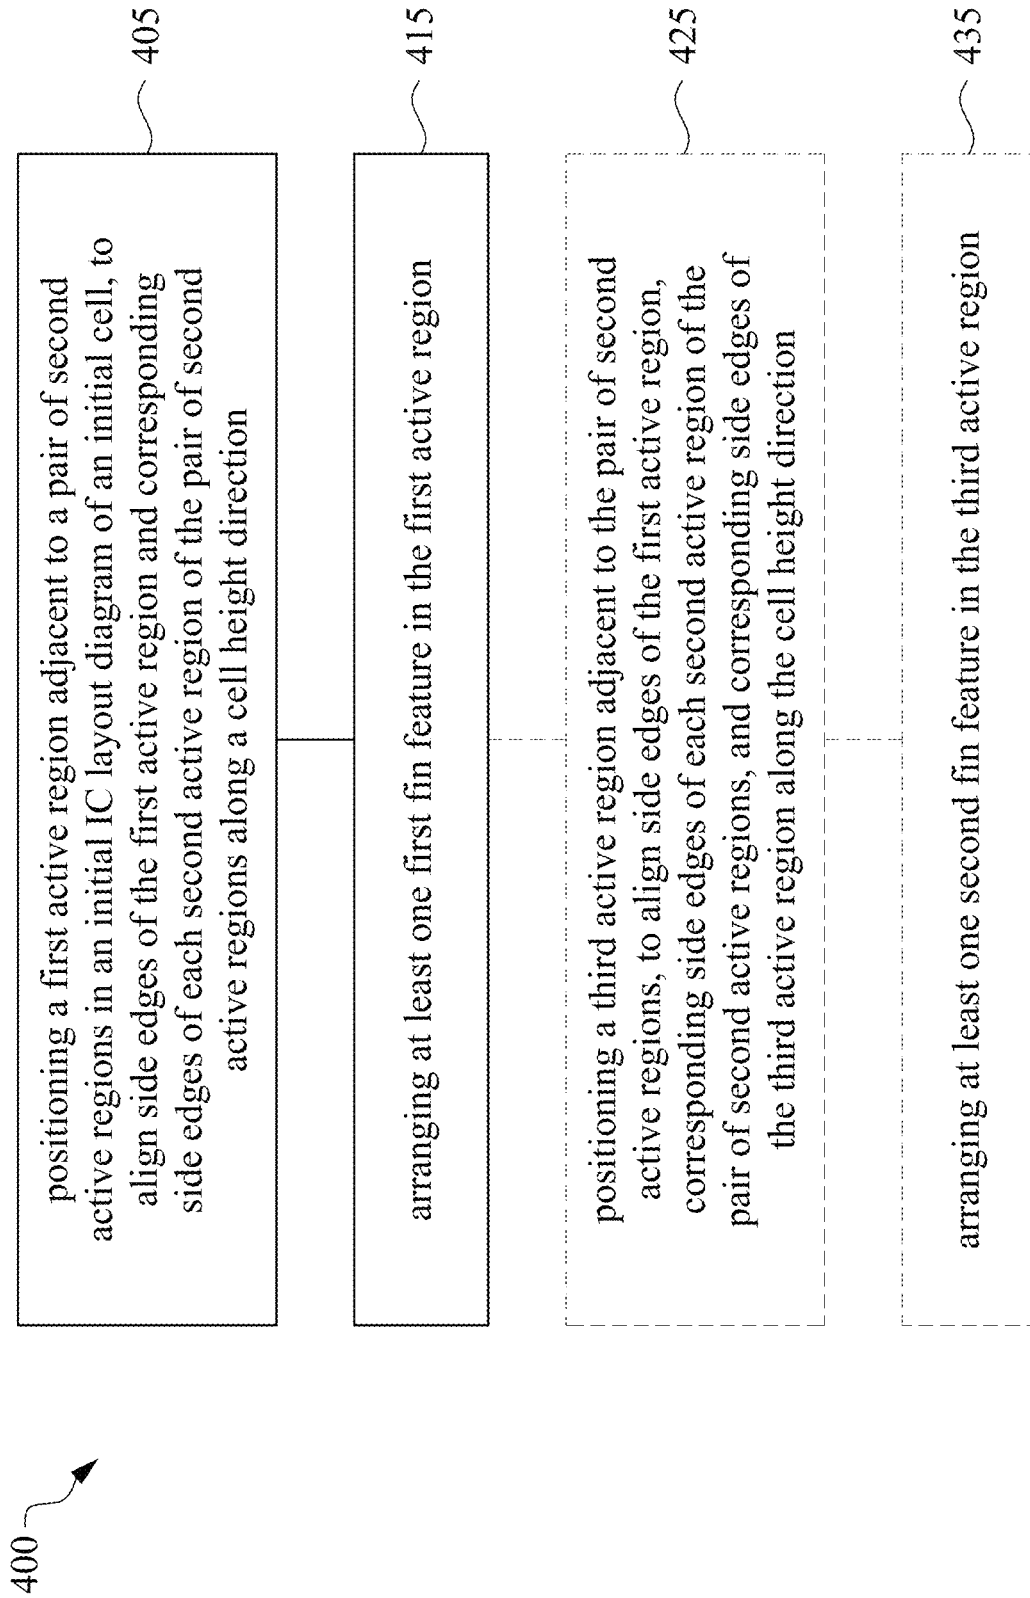 400
positioning a first active region adjacent to a pair of second
active regions in an initial IC layout diagram of an initial cell, to
align side edges of the first active region and corresponding
side edges of each second active region of the pair of second
active regions along a cell height direction
405
arranging at least one first fin feature in the first active region
415
positioning a third active region adjacent to the pair of second
active regions, to align side edges of the first active region,
corresponding side edges of each second active region of the
pair of second active regions, and corresponding side edges of
the third active region along the cell height direction
425
arranging at least one second fin feature in the third active region
435